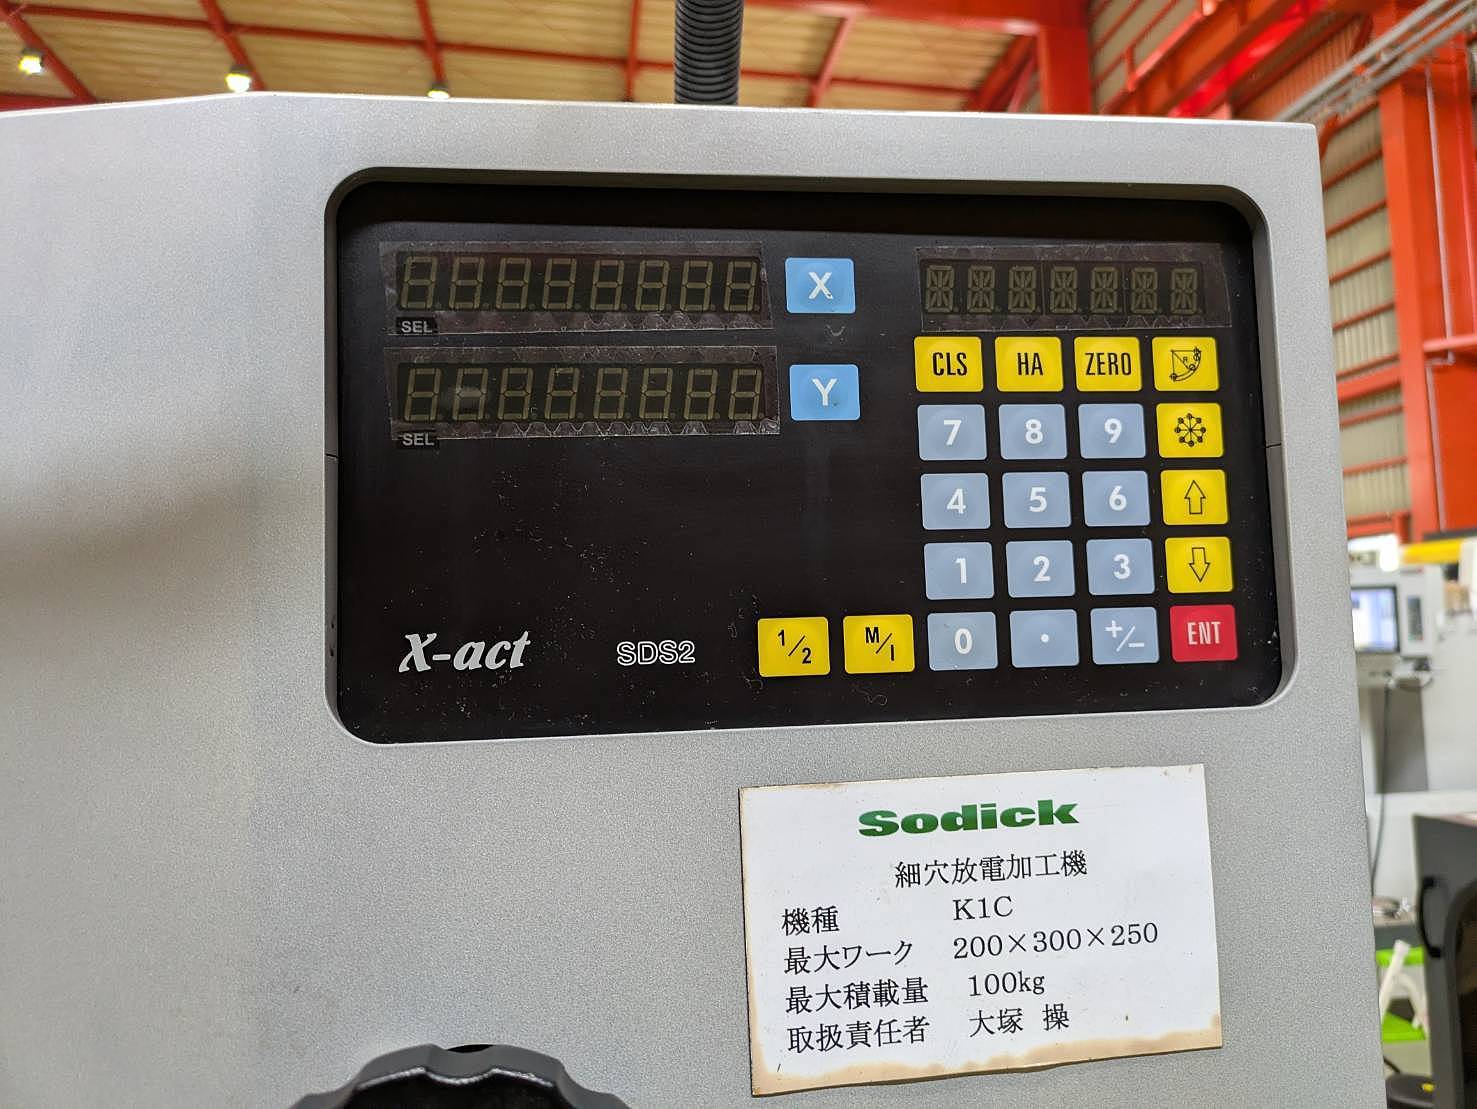 X
SEL
Y
SEL
CLS HA ZERO R
7 8 9
4 5 6
1 2 3
X-act SDS2 1/2 M/I 0 . +/- ENT
Sodick
細穴放電加工機
機種 K1C
最大ワーク 200×300×250
最大積載量 100kg
取扱責任者 大塚 操